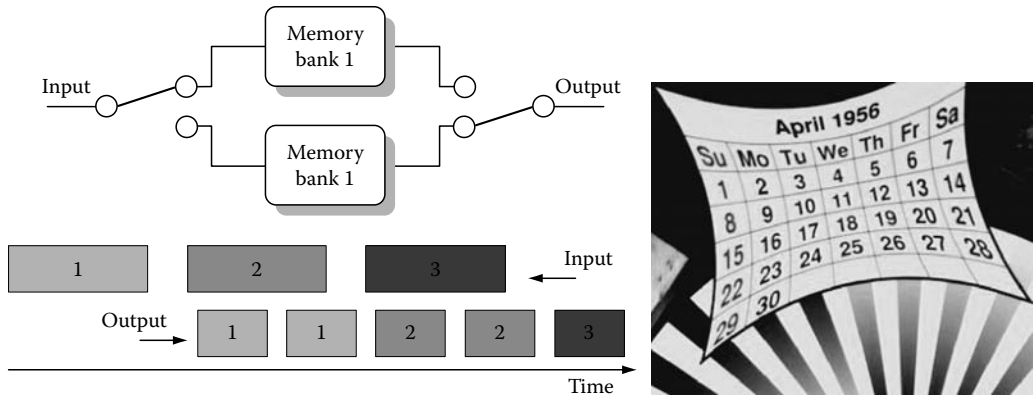 Memory
bank 1
Input
Output
Memory
bank 1
1
2
3
Input
Output
1
1
2
2
3
Time
April 1956
Su Mo Tu We Th Fr Sa
1 2 3 4 5 6 7
8 9 10 11 12 13 14
15 16 17 18 19 20 21
22 23 24 25 26 27 28
29 30